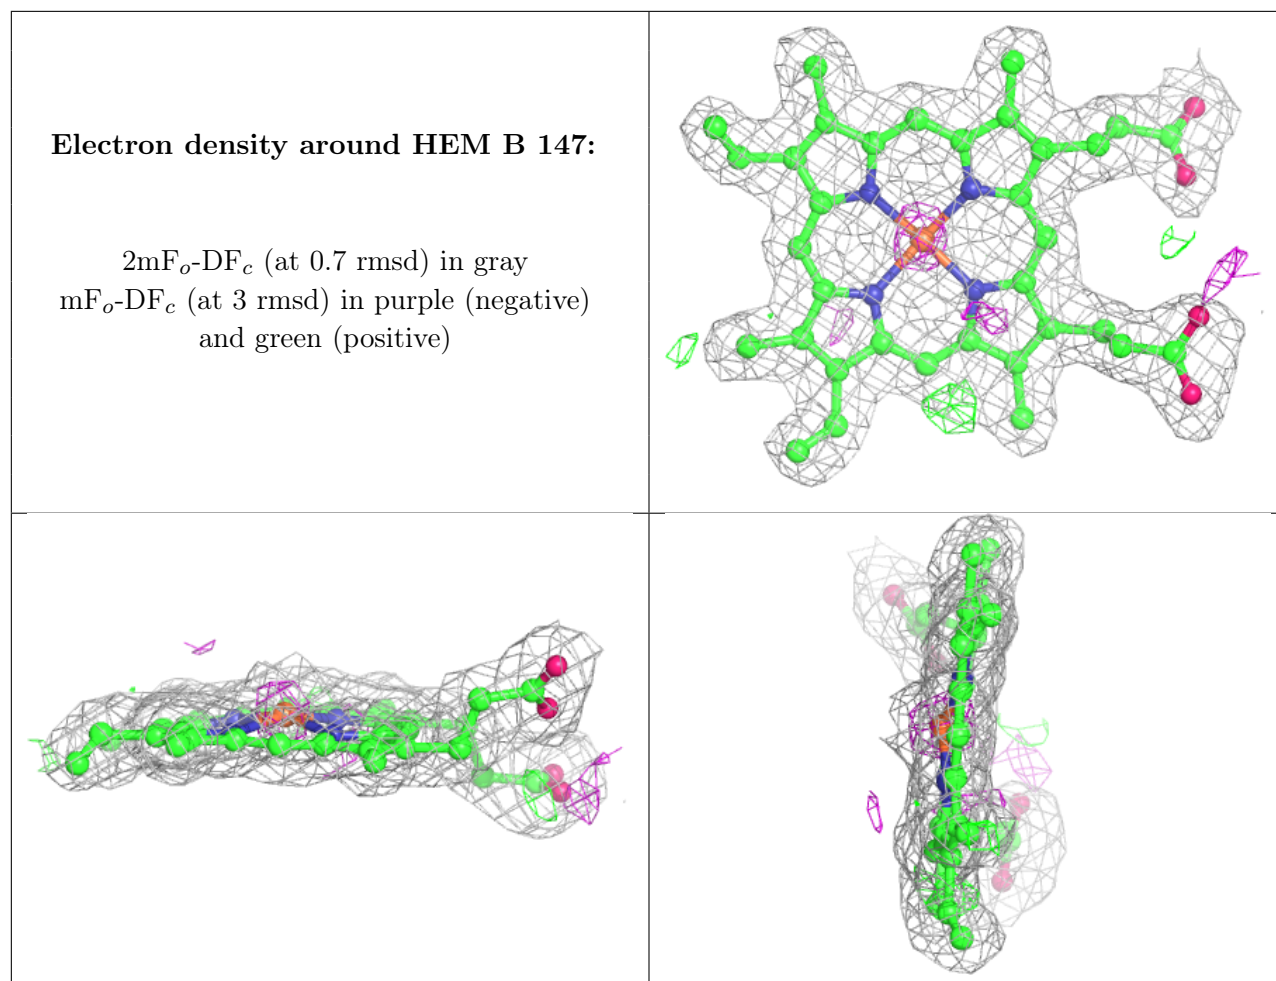 Electron density around HEM B 147:
2mFₒ-DF𝒸 (at 0.7 rmsd) in gray
mFₒ-DF𝒸 (at 3 rmsd) in purple (negative)
and green (positive)